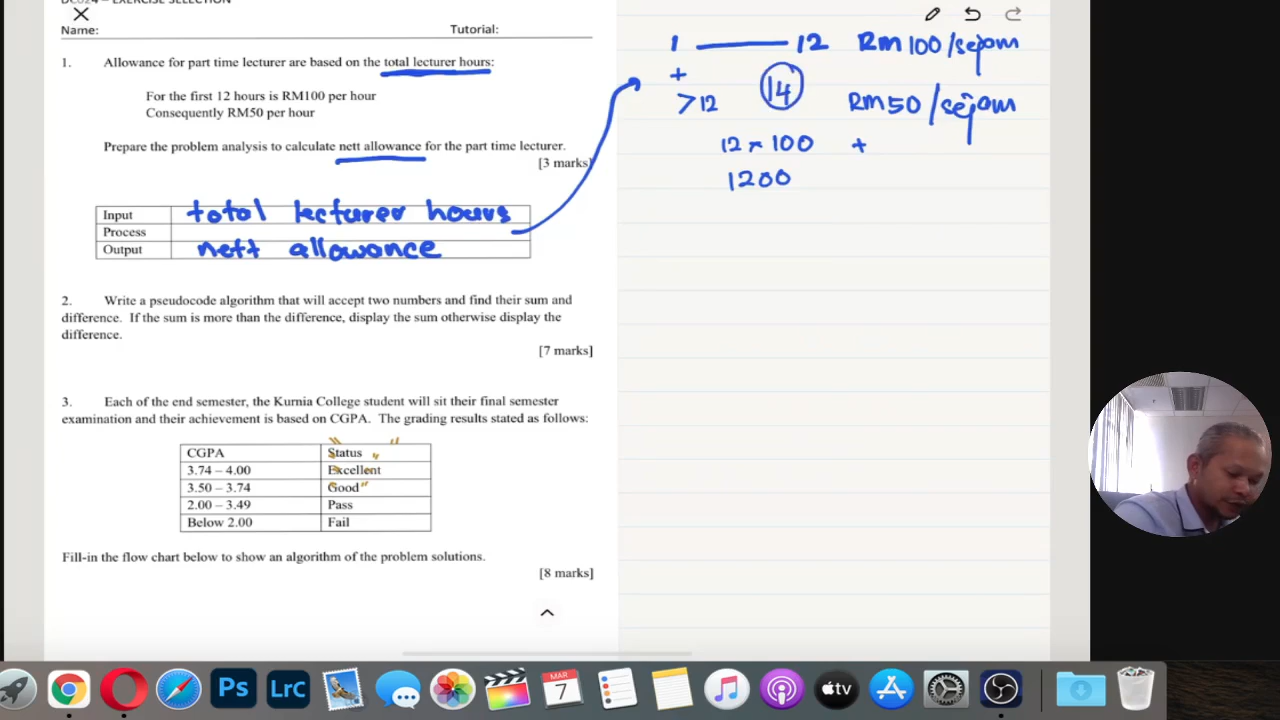 DC024 – EXERCISE SELECTION
Name: Tutorial:
1. Allowance for part time lecturer are based on the total lecturer hours:
For the first 12 hours is RM100 per hour
Consequently RM50 per hour
Prepare the problem analysis to calculate nett allowance for the part time lecturer.
[3 marks]
Input total lecturer hours
Process
Output nett allowance
2. Write a pseudocode algorithm that will accept two numbers and find their sum and
difference. If the sum is more than the difference, display the sum otherwise display the
difference.
[7 marks]
3. Each of the end semester, the Kurnia College student will sit their final semester
examination and their achievement is based on CGPA. The grading results stated as follows:
CGPA Status
3.74 – 4.00 Excellent
3.50 – 3.74 Good
2.00 – 3.49 Pass
Below 2.00 Fail
Fill-in the flow chart below to show an algorithm of the problem solutions.
[8 marks]
1 — 12 RM100/sejam
+
>12 14 RM50/sejam
12 × 100 +
1200
Ps
LrC
MAR
7
tv